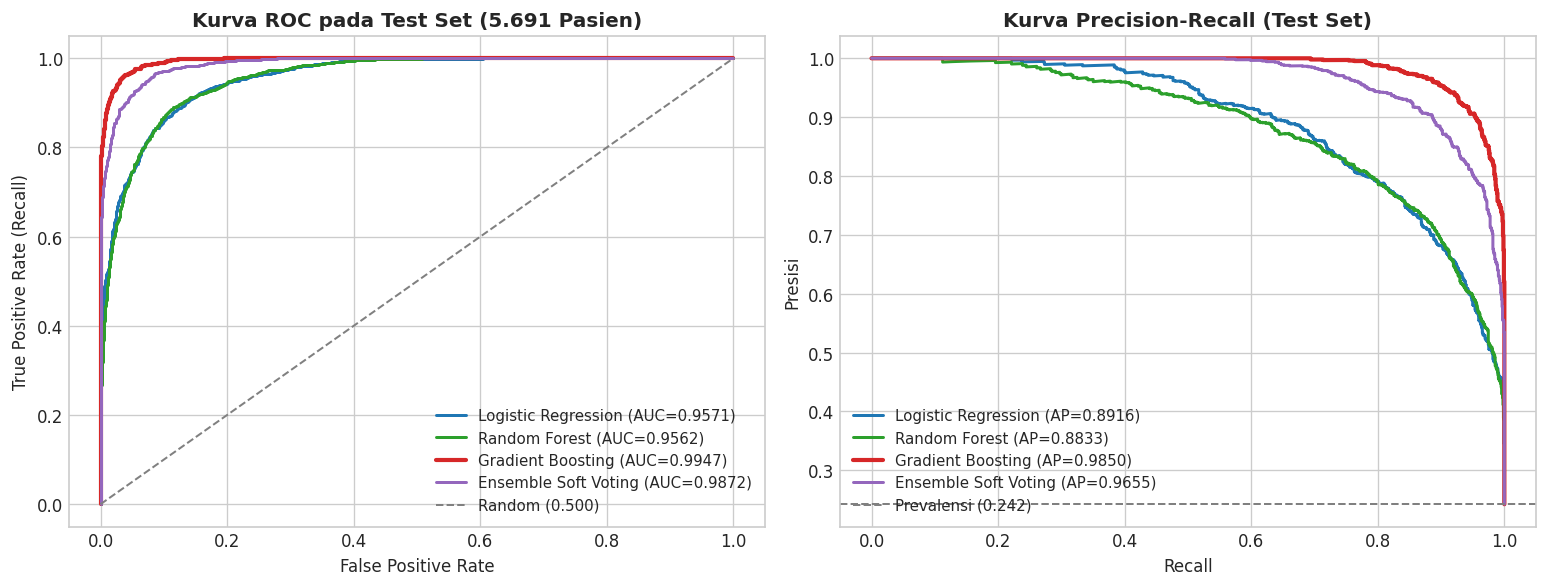 Kurva ROC pada Test Set (5.691 Pasien)
True Positive Rate (Recall)
1.0
0.8
0.6
0.4
0.2
0.0
Logistic Regression (AUC=0.9571)
Random Forest (AUC=0.9562)
Gradient Boosting (AUC=0.9947)
Ensemble Soft Voting (AUC=0.9872)
Random (0.500)
0.0 0.2 0.4 0.6 0.8 1.0
False Positive Rate
Kurva Precision-Recall (Test Set)
Presisi
1.0
0.9
0.8
0.7
0.6
0.5
0.4
0.3
Logistic Regression (AP=0.8916)
Random Forest (AP=0.8833)
Gradient Boosting (AP=0.9850)
Ensemble Soft Voting (AP=0.9655)
Prevalensi (0.242)
0.0 0.2 0.4 0.6 0.8 1.0
Recall